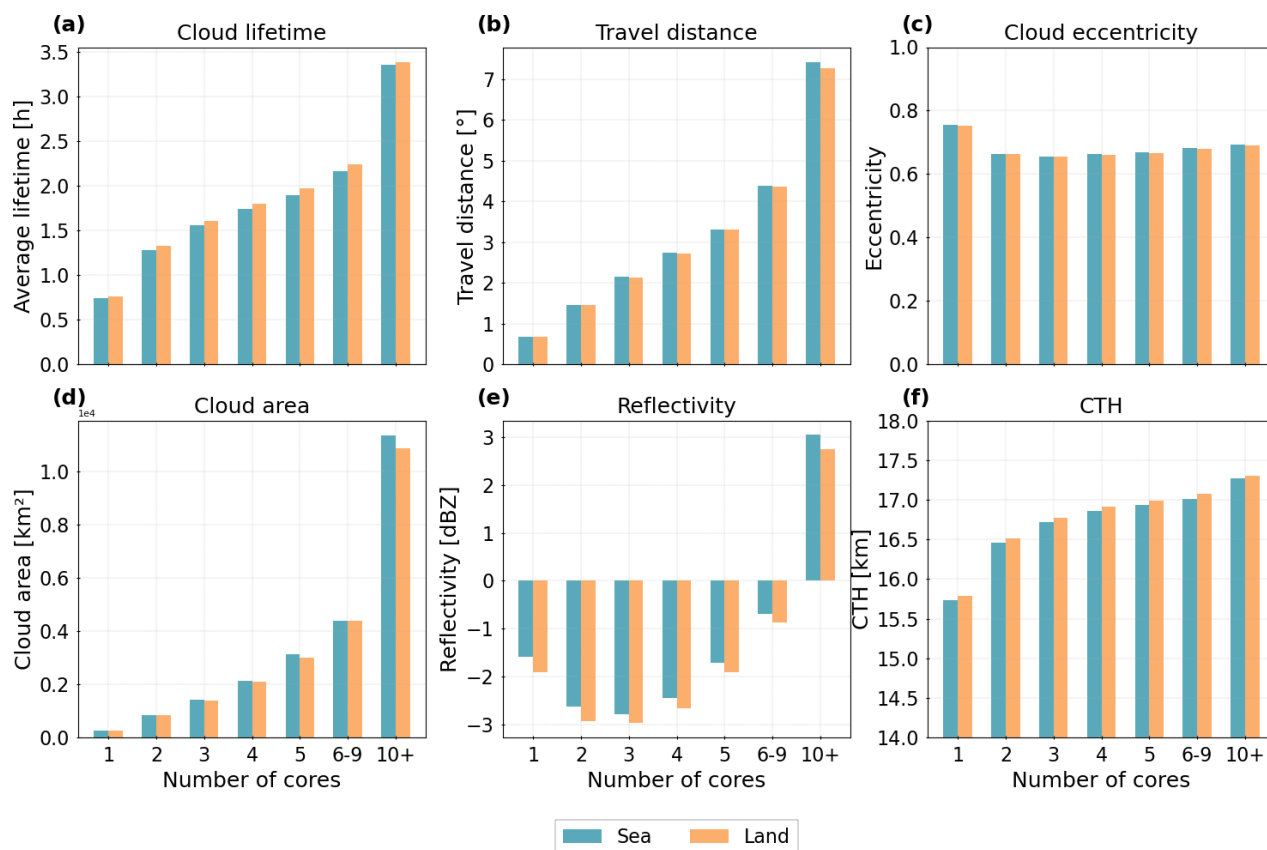 (a) Cloud lifetime
Average lifetime [h]
3.5
3.0
2.5
2.0
1.5
1.0
0.5
0.0
(b) Travel distance
Travel distance [°]
7
6
5
4
3
2
1
0
(c) Cloud eccentricity
Eccentricity
1.0
0.8
0.6
0.4
0.2
0.0
(d) Cloud area
1e4
Cloud area [km²]
1.0
0.8
0.6
0.4
0.2
0.0
1 2 3 4 5 6-9 10+
Number of cores
(e) Reflectivity
Reflectivity [dBZ]
3
2
1
0
−1
−2
−3
1 2 3 4 5 6-9 10+
Number of cores
(f) CTH
CTH [km]
18.0
17.5
17.0
16.5
16.0
15.5
15.0
14.5
14.0
1 2 3 4 5 6-9 10+
Number of cores
Sea Land